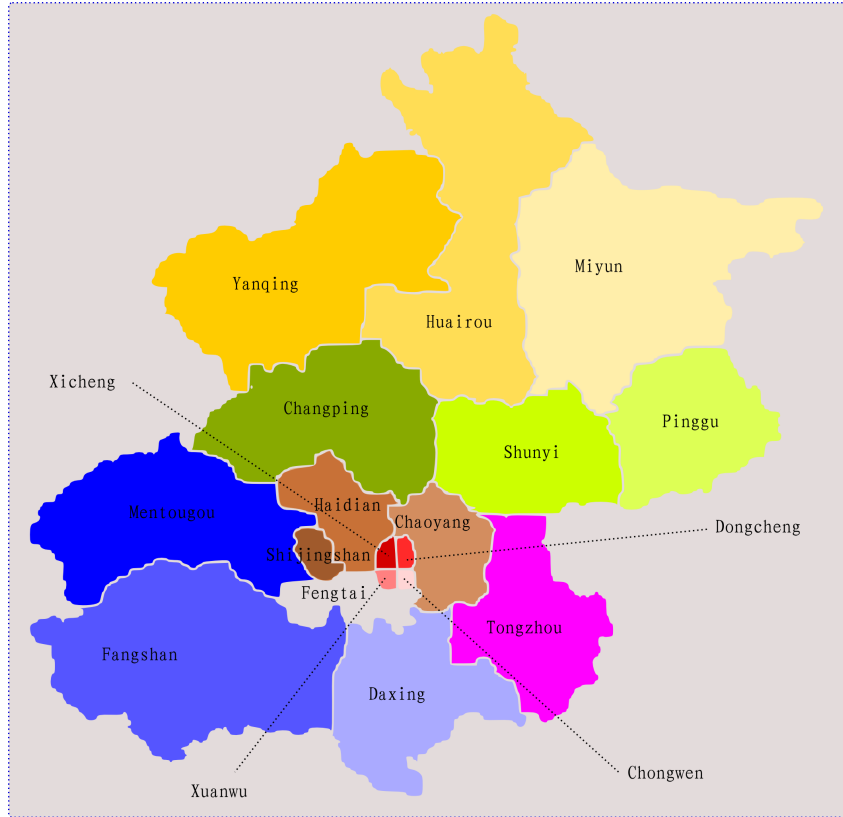 Miyun
Yanqing
Huairou
Xicheng
Changping
Pinggu
Shunyi
Haidian
Mentougou
Chaoyang
Dongcheng
Shijingshan
Fengtai
Tongzhou
Fangshan
Daxing
Chongwen
Xuanwu